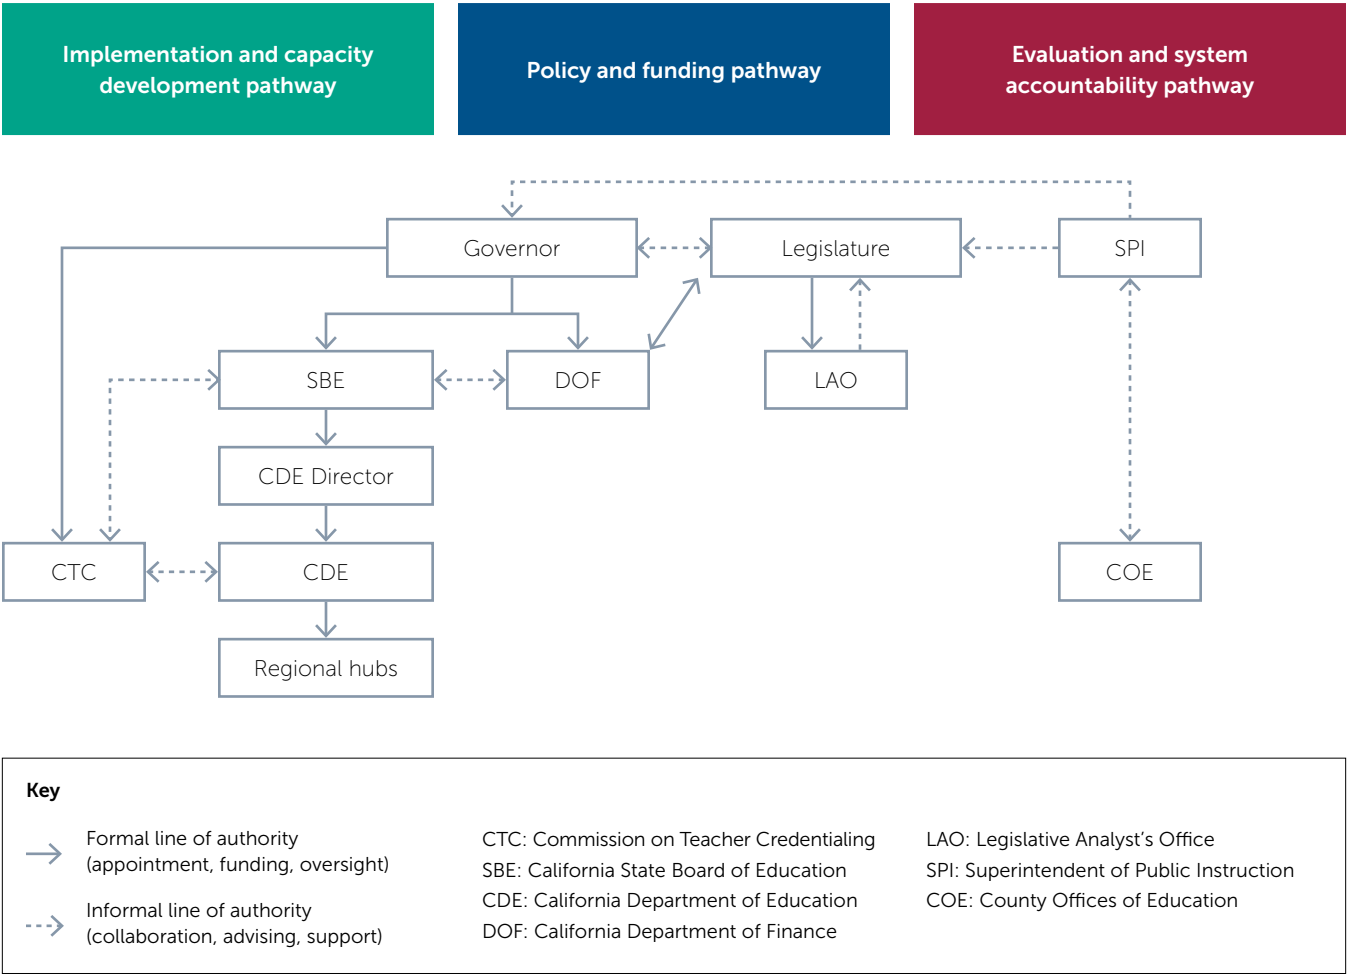 Implementation and capacity
development pathway
Policy and funding pathway
Evaluation and system
accountability pathway
Governor
Legislature
SPI
SBE
DOF
LAO
CDE Director
CTC
CDE
COE
Regional hubs
Key
Formal line of authority
(appointment, funding, oversight)
Informal line of authority
(collaboration, advising, support)
CTC: Commission on Teacher Credentialing
SBE: California State Board of Education
CDE: California Department of Education
DOF: California Department of Finance
LAO: Legislative Analyst’s Office
SPI: Superintendent of Public Instruction
COE: County Offices of Education